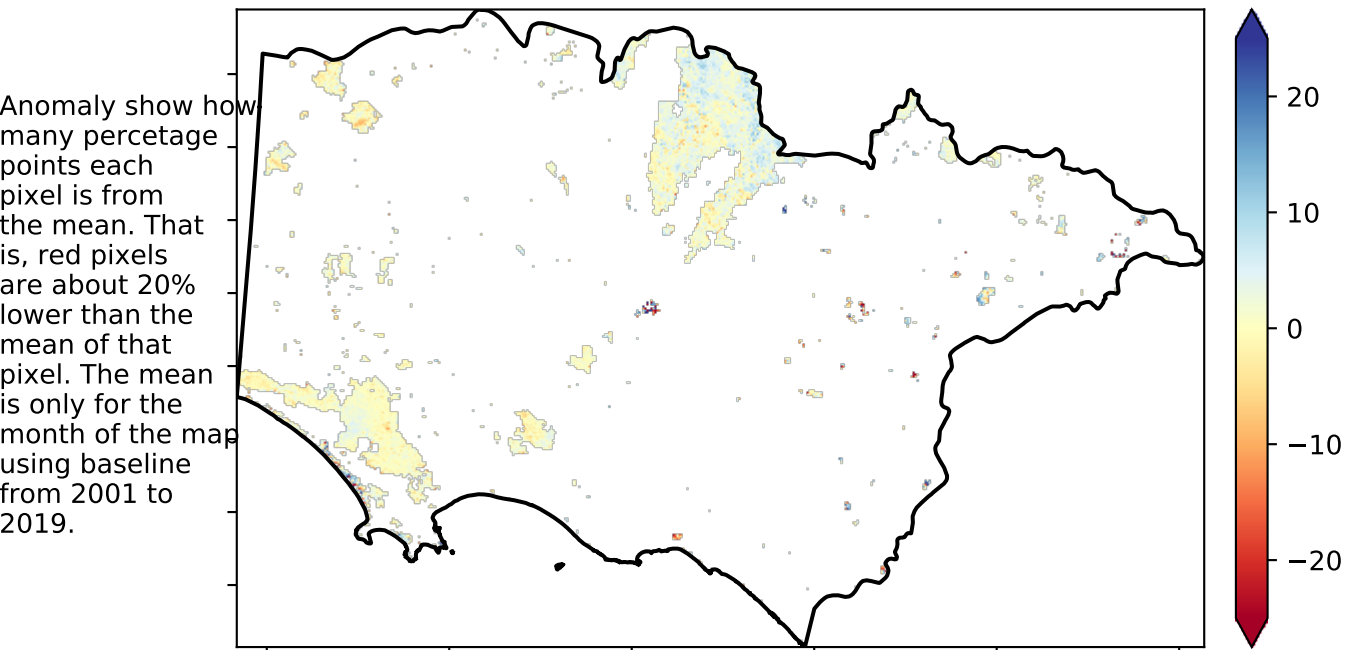 Anomaly show how
many percetage
points each
pixel is from
the mean. That
is, red pixels
are about 20%
lower than the
mean of that
pixel. The mean
is only for the
month of the map
using baseline
from 2001 to
2019.
20
10
0
−10
−20